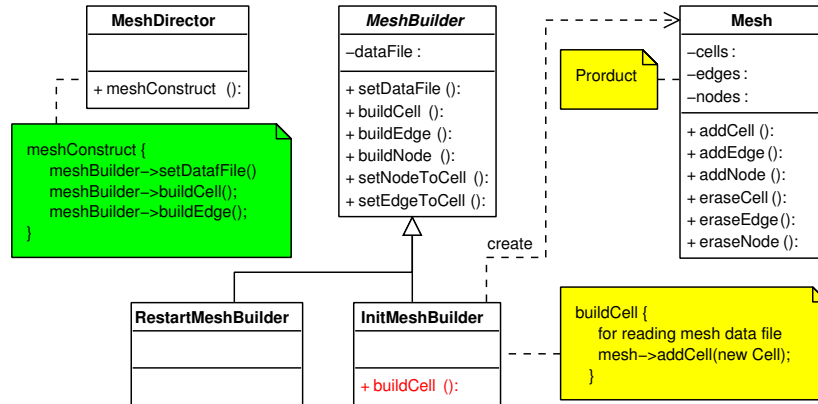 MeshDirector
+ meshConstruct ():
meshConstruct {
meshBuilder−>setDatafFile()
meshBuilder−>buildCell();
meshBuilder−>buildEdge();
}
MeshBuilder
−dataFile :
+ setDataFile ():
+ buildCell ():
+ buildEdge ():
+ buildNode ():
+ setNodeToCell ():
+ setEdgeToCell ():
create
Prorduct
Mesh
−cells :
−edges :
−nodes :
+ addCell ():
+ addEdge ():
+ addNode ():
+ eraseCell ():
+ eraseEdge ():
+ eraseNode ():
RestartMeshBuilder
InitMeshBuilder
+ buildCell ():
buildCell {
for reading mesh data file
mesh−>addCell(new Cell);
}